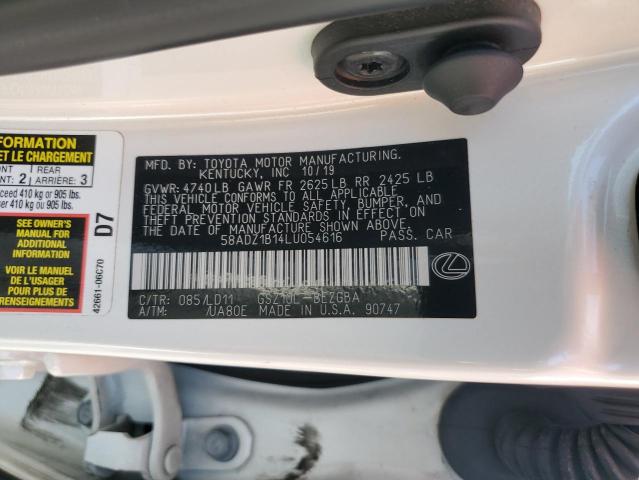 FORMATION
ET LE CHARGEMENT
ONT 2 REAR
ARRIÈRE: 3
ceed 410 kg or 905 lbs.
er 410 kg ou 905 lbs.
SEE OWNER'S
MANUAL FOR
ADDITIONAL
INFORMATION
VOIR LE MANUEL
DE L'USAGER
POUR PLUS DE
D7
42661-06C70
MFD. BY: TOYOTA MOTOR MANUFACTURING.
KENTUCKY, INC 10/19
GVWR: 4740LB GAWR FR 2625LB RR 2425 LB
THIS VEHICLE CONFORMS TO ALL APPLICABLE
FEDERAL MOTOR VEHICLE SAFETY, BUMPER, AND
THEFT PREVENTION STANDARDS IN EFFECT ON
THE DATE OF MANUFACTURE SHOWN ABOVE.
58ADZ1B14LU054616 PASS. CAR
C/TR: 085/LD11 GSZ10L-BEZGBA
A/TM: /UA80E MADE IN U.S.A. 90747